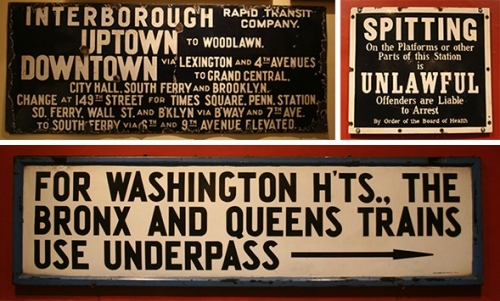 INTERBOROUGH RAPID TRANSIT COMPANY.
UPTOWN TO WOODLAWN.
DOWNTOWN VIA LEXINGTON AND 4TH AVENUES
TO GRAND CENTRAL,
CITY HALL, SOUTH FERRY AND BROOKLYN.
CHANGE AT 149TH STREET FOR TIMES SQUARE, PENN. STATION,
SO. FERRY, WALL ST. AND B'KLYN VIA B'WAY AND 7TH AVE.
TO SOUTH FERRY VIA 6TH AND 9TH AVENUE ELEVATED.
SPITTING
On the Platforms or other
Parts of this Station
is
UNLAWFUL
Offenders are Liable
to Arrest
By Order of the Board of Health
FOR WASHINGTON H'TS., THE
BRONX AND QUEENS TRAINS
USE UNDERPASS